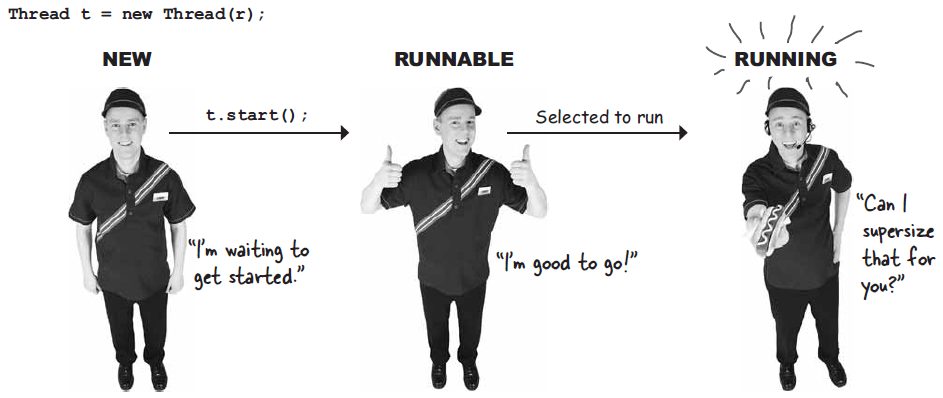 Thread t = new Thread(r);
NEW
RUNNABLE
RUNNING
t.start();
Selected to run
“I'm waiting to
get started.”
“I'm good to go!”
“Can I
supersize
that for
you?”